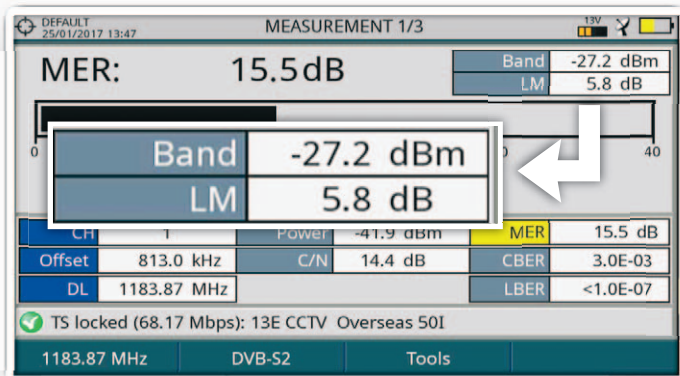 DEFAULT
25/01/2017 13:47
MEASUREMENT 1/3
13V
MER: 15.5dB
Band -27.2 dBm
LM 5.8 dB
0 40
Band -27.2 dBm
LM 5.8 dB
CH 1 Power -41.9 dBm MER 15.5 dB
Offset 813.0 kHz C/N 14.4 dB CBER 3.0E-03
DL 1183.87 MHz LBER <1.0E-07
TS locked (68.17 Mbps): 13E CCTV Overseas 50I
1183.87 MHz DVB-S2 Tools